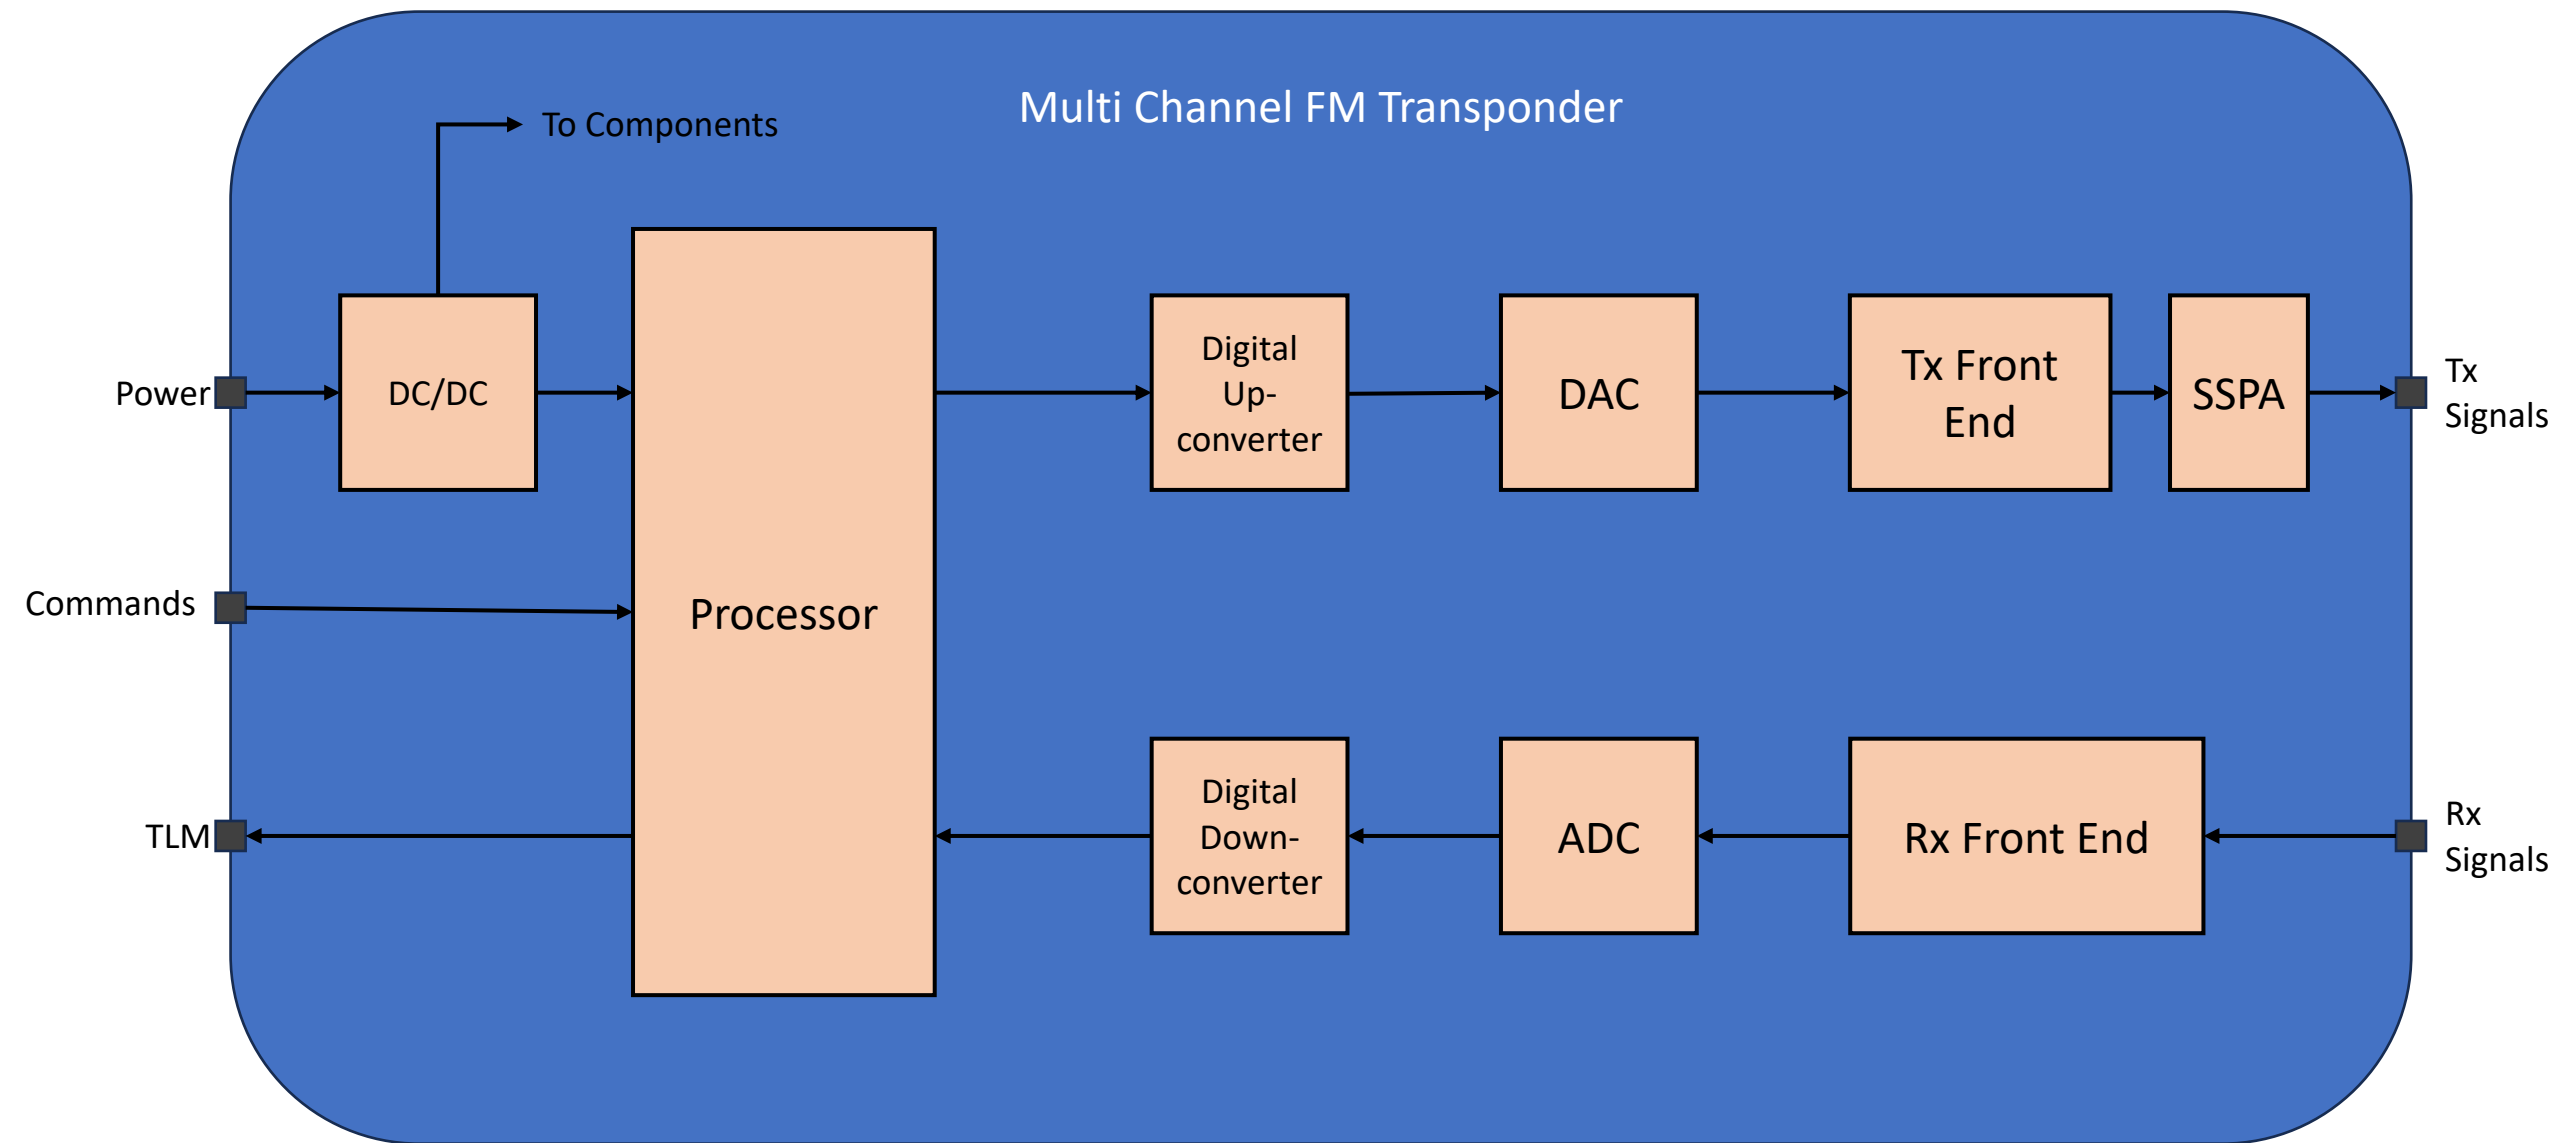 Multi Channel FM Transponder
To Components
Power
DC/DC
Commands
TLM
Processor
Digital
Up-
converter
DAC
Tx Front
End
SSPA
Tx
Signals
Digital
Down-
converter
ADC
Rx Front End
Rx
Signals